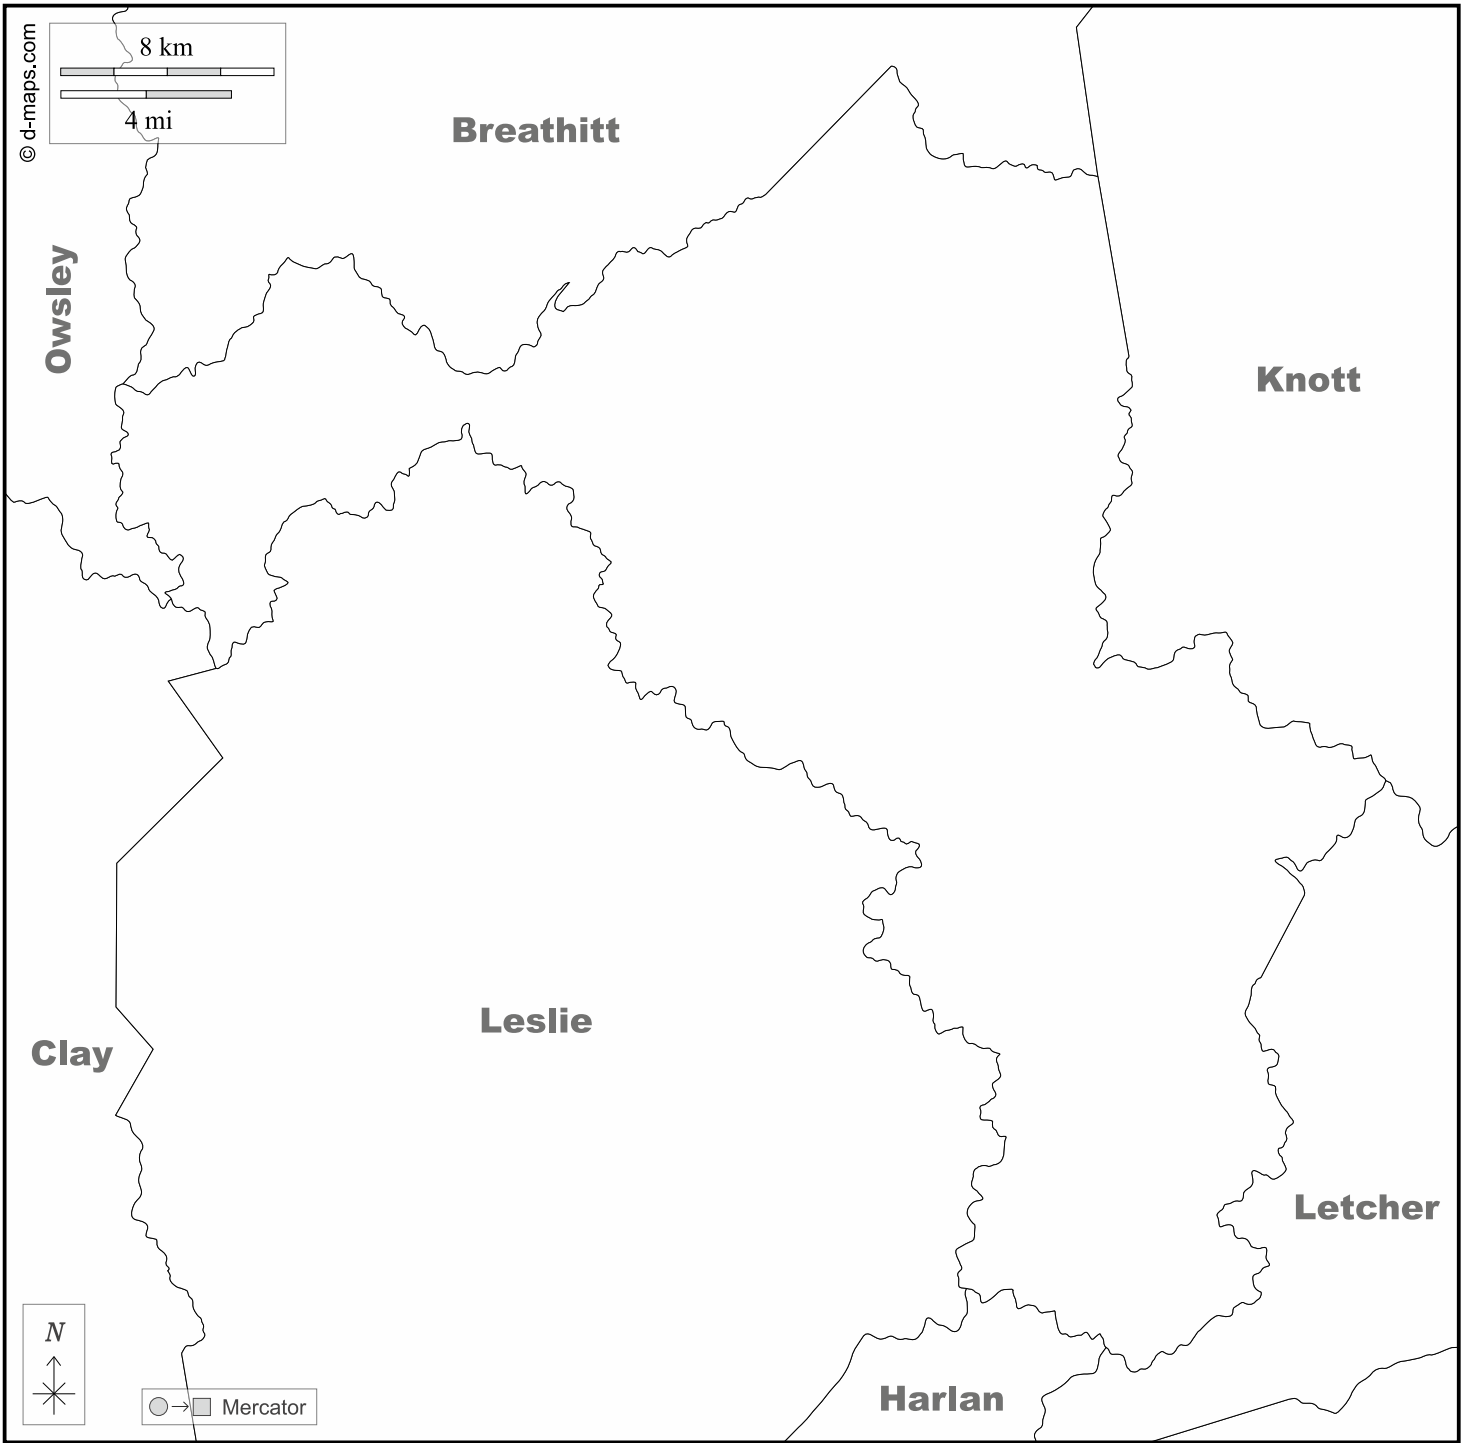 © d-maps.com
8 km
4 mi
Breathitt
Owsley
Knott
Leslie
Clay
Letcher
N
Mercator
Harlan